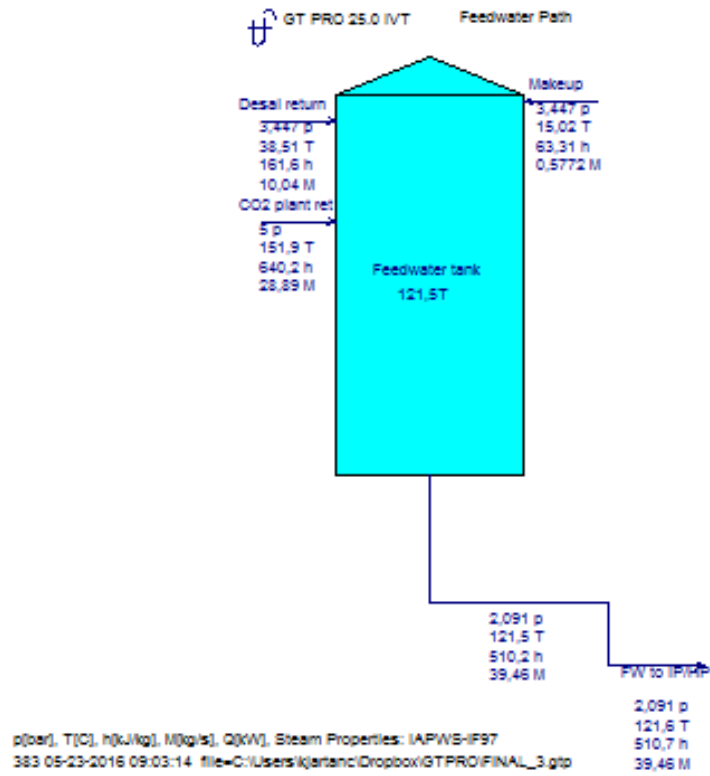 GT PRO 25.0 IVT Feedwater Path
Makeup
3,447 p
15,02 T
63,31 h
0,5772 M
Desal return
3,447 p
38,51 T
161,6 h
10,04 M
CO2 plant ret
5 p
151,9 T
640,2 h
28,89 M
Feedwater tank
121,5T
2,091 p
121,5 T
510,2 h
39,46 M
FW to IP/HP
2,091 p
121,6 T
510,7 h
39,46 M
p[bar], T[C], h[kJ/kg], M[kg/s], Q[kW], Steam Properties: IAPWS-IF97
383 05-23-2016 09:03:14 file=C:\Users\kjartanc\Dropbox\GTPRO\FINAL_3.gtp